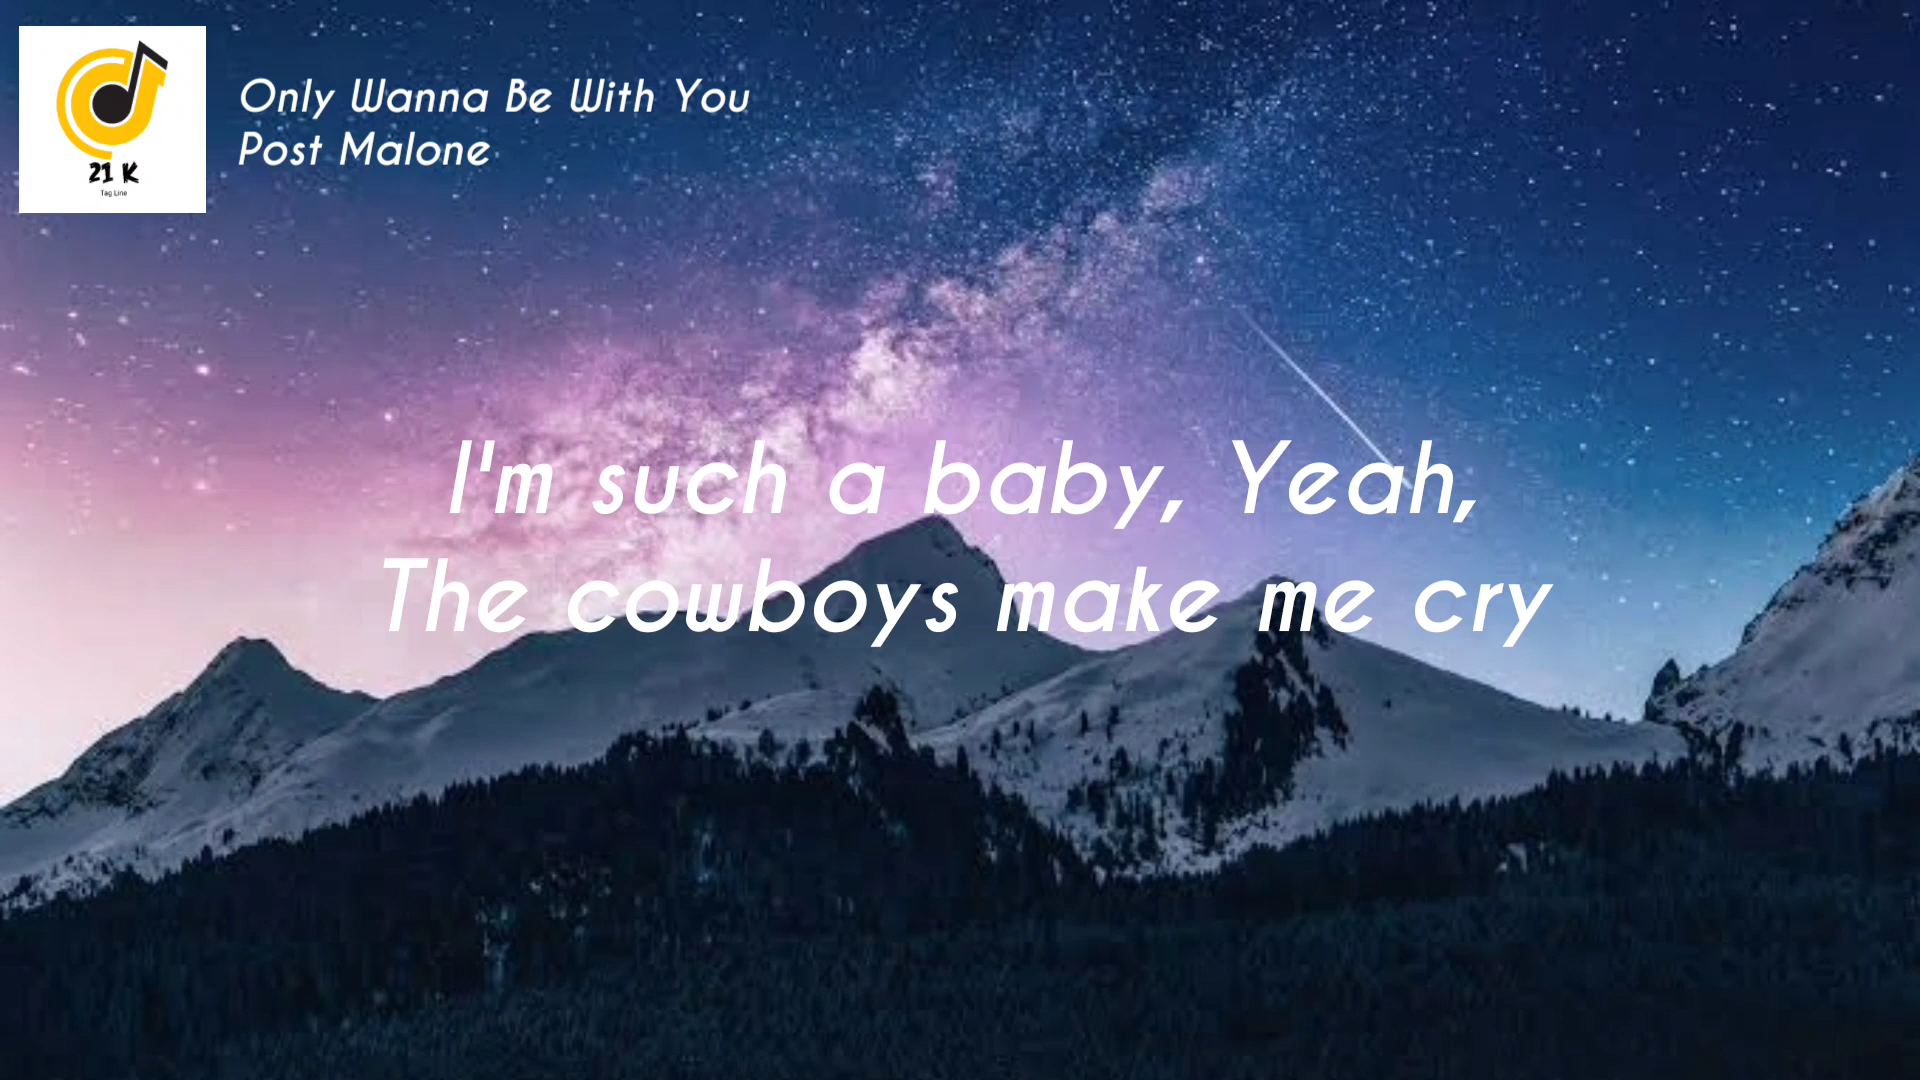 21 K
Tag Line
Only Wanna Be With You
Post Malone
I'm such a baby, Yeah,
The cowboys make me cry